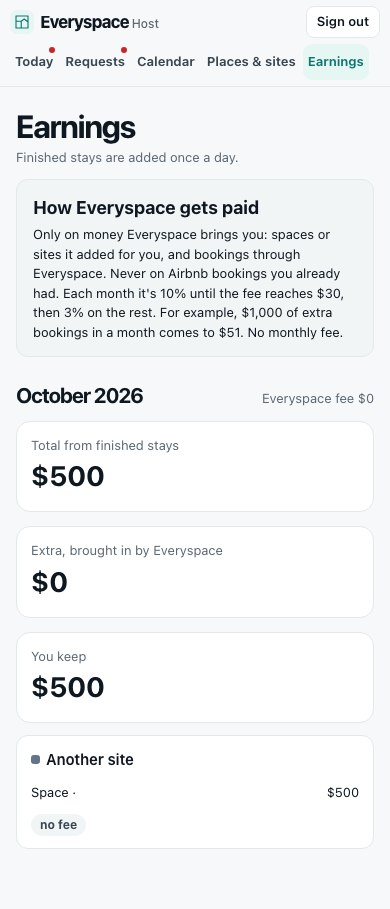 Everyspace Host
Sign out
Today
Requests
Calendar
Places & sites
Earnings
Earnings
Finished stays are added once a day.
How Everyspace gets paid
Only on money Everyspace brings you: spaces or
sites it added for you, and bookings through
Everyspace. Never on Airbnb bookings you already
had. Each month it's 10% until the fee reaches $30,
then 3% on the rest. For example, $1,000 of extra
bookings in a month comes to $51. No monthly fee.
October 2026
Everyspace fee $0
Total from finished stays
$500
Extra, brought in by Everyspace
$0
You keep
$500
Another site
Space ·
$500
no fee